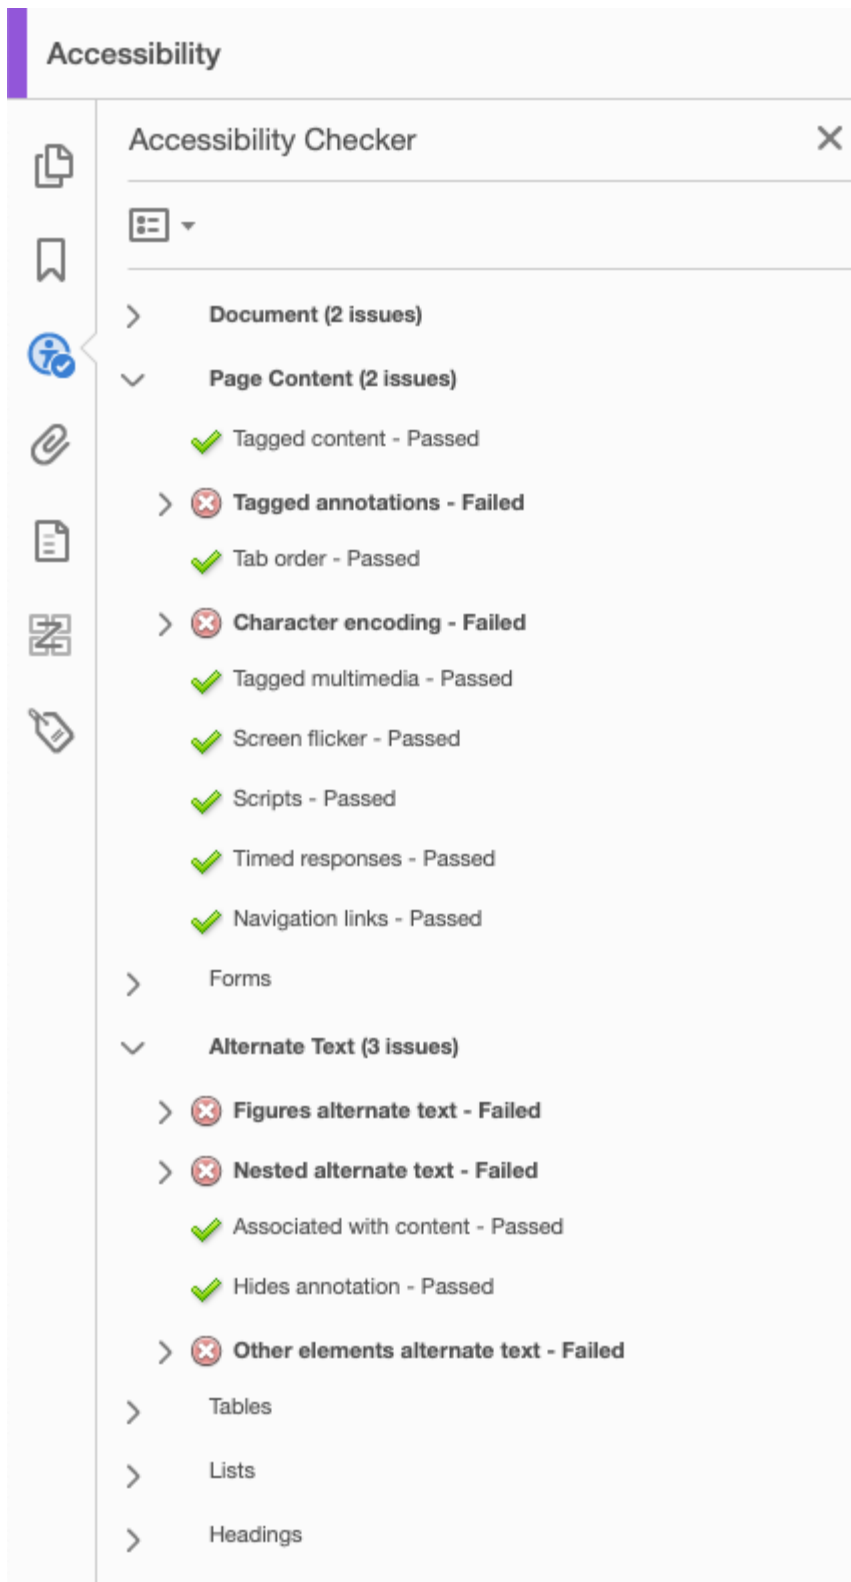 Accessibility
Accessibility Checker
Document (2 issues)
Page Content (2 issues)
Tagged content - Passed
Tagged annotations - Failed
Tab order - Passed
Character encoding - Failed
Tagged multimedia - Passed
Screen flicker - Passed
Scripts - Passed
Timed responses - Passed
Navigation links - Passed
Forms
Alternate Text (3 issues)
Figures alternate text - Failed
Nested alternate text - Failed
Associated with content - Passed
Hides annotation - Passed
Other elements alternate text - Failed
Tables
Lists
Headings